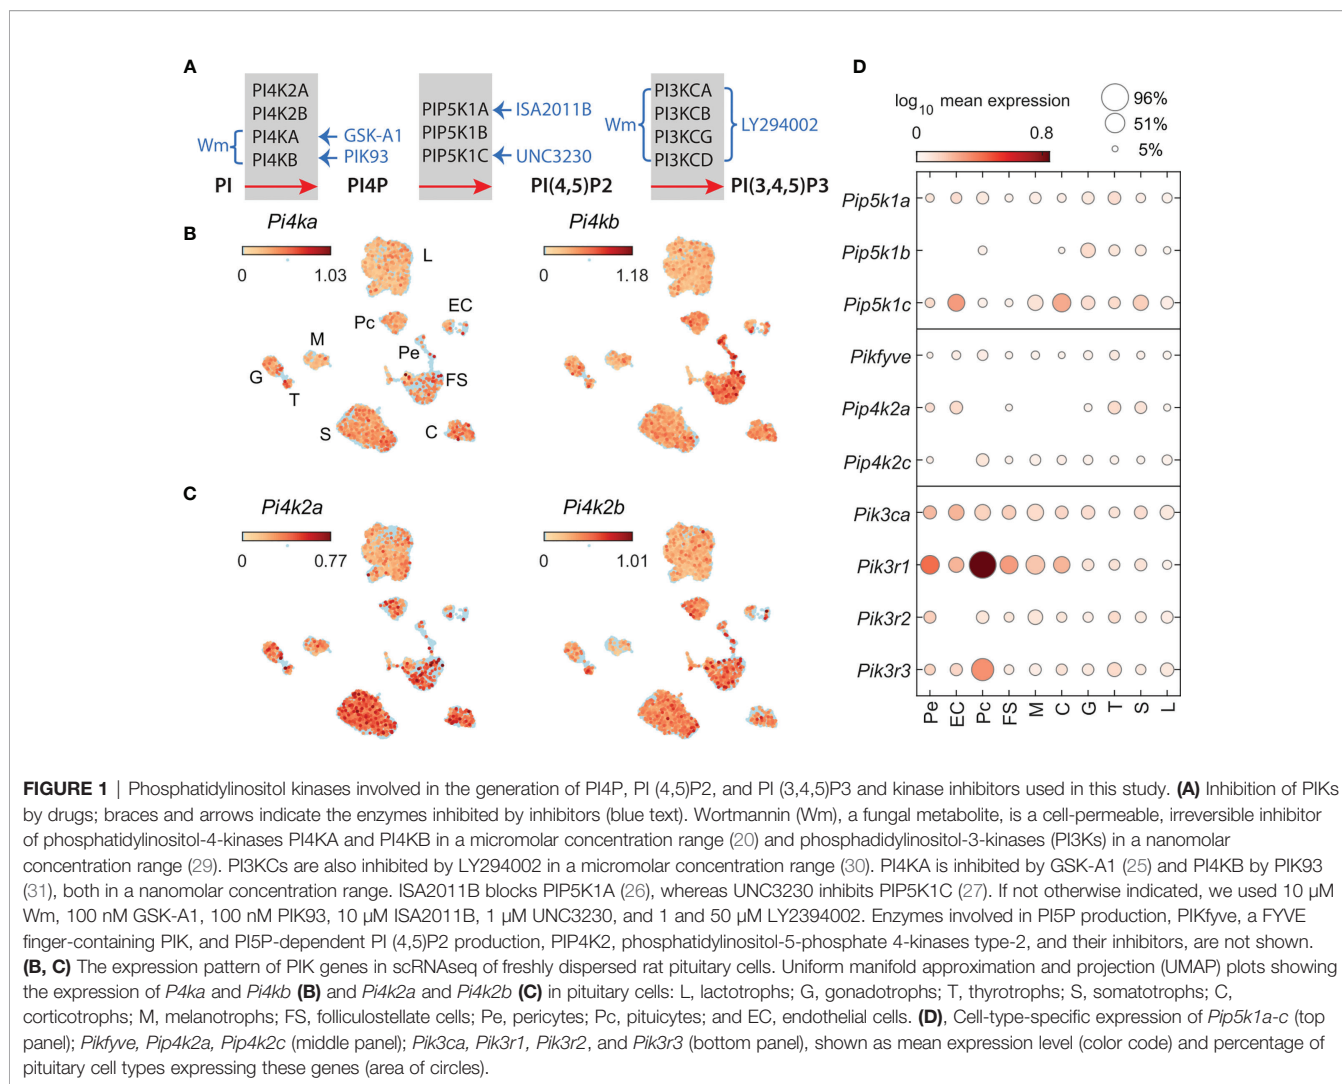 A
PI4K2A
PI4K2B
PI4KA
PI4KB
Wm
GSK-A1
PIK93
PI
PI4P
PIP5K1A
PIP5K1B
PIP5K1C
ISA2011B
UNC3230
PI(4,5)P2
Wm
PI3KCA
PI3KCB
PI3KCG
PI3KCD
LY294002
PI(3,4,5)P3
B
Pi4ka
0 1.03
L
EC
Pc
M
Pe
G
T
FS
S
C
Pi4kb
0 1.18
C
Pi4k2a
0 0.77
Pi4k2b
0 1.01
D
log10 mean expression
0 0.8
96%
51%
5%
Pip5k1a
Pip5k1b
Pip5k1c
Pikfyve
Pip4k2a
Pip4k2c
Pik3ca
Pik3r1
Pik3r2
Pik3r3
Pe EC Pc FS M C G T S L
FIGURE 1 | Phosphatidylinositol kinases involved in the generation of PI4P, PI (4,5)P2, and PI (3,4,5)P3 and kinase inhibitors used in this study. (A) Inhibition of PIKs
by drugs; braces and arrows indicate the enzymes inhibited by inhibitors (blue text). Wortmannin (Wm), a fungal metabolite, is a cell-permeable, irreversible inhibitor
of phosphatidylinositol-4-kinases PI4KA and PI4KB in a micromolar concentration range (20) and phosphadidylinositol-3-kinases (PI3Ks) in a nanomolar
concentration range (29). PI3KCs are also inhibited by LY294002 in a micromolar concentration range (30). PI4KA is inhibited by GSK-A1 (25) and PI4KB by PIK93
(31), both in a nanomolar concentration range. ISA2011B blocks PIP5K1A (26), whereas UNC3230 inhibits PIP5K1C (27). If not otherwise indicated, we used 10 µM
Wm, 100 nM GSK-A1, 100 nM PIK93, 10 µM ISA2011B, 1 µM UNC3230, and 1 and 50 µM LY2394002. Enzymes involved in PI5P production, PIKfyve, a FYVE
finger-containing PIK, and PI5P-dependent PI (4,5)P2 production, PIP4K2, phosphatidylinositol-5-phosphate 4-kinases type-2, and their inhibitors, are not shown.
(B, C) The expression pattern of PIK genes in scRNAseq of freshly dispersed rat pituitary cells. Uniform manifold approximation and projection (UMAP) plots showing
the expression of P4ka and Pi4kb (B) and Pi4k2a and Pi4k2b (C) in pituitary cells: L, lactotrophs; G, gonadotrophs; T, thyrotrophs; S, somatotrophs; C,
corticotrophs; M, melanotrophs; FS, folliculostellate cells; Pe, pericytes; Pc, pituicytes; and EC, endothelial cells. (D), Cell-type-specific expression of Pip5k1a-c (top
panel); Pikfyve, Pip4k2a, Pip4k2c (middle panel); Pik3ca, Pik3r1, Pik3r2, and Pik3r3 (bottom panel), shown as mean expression level (color code) and percentage of
pituitary cell types expressing these genes (area of circles).